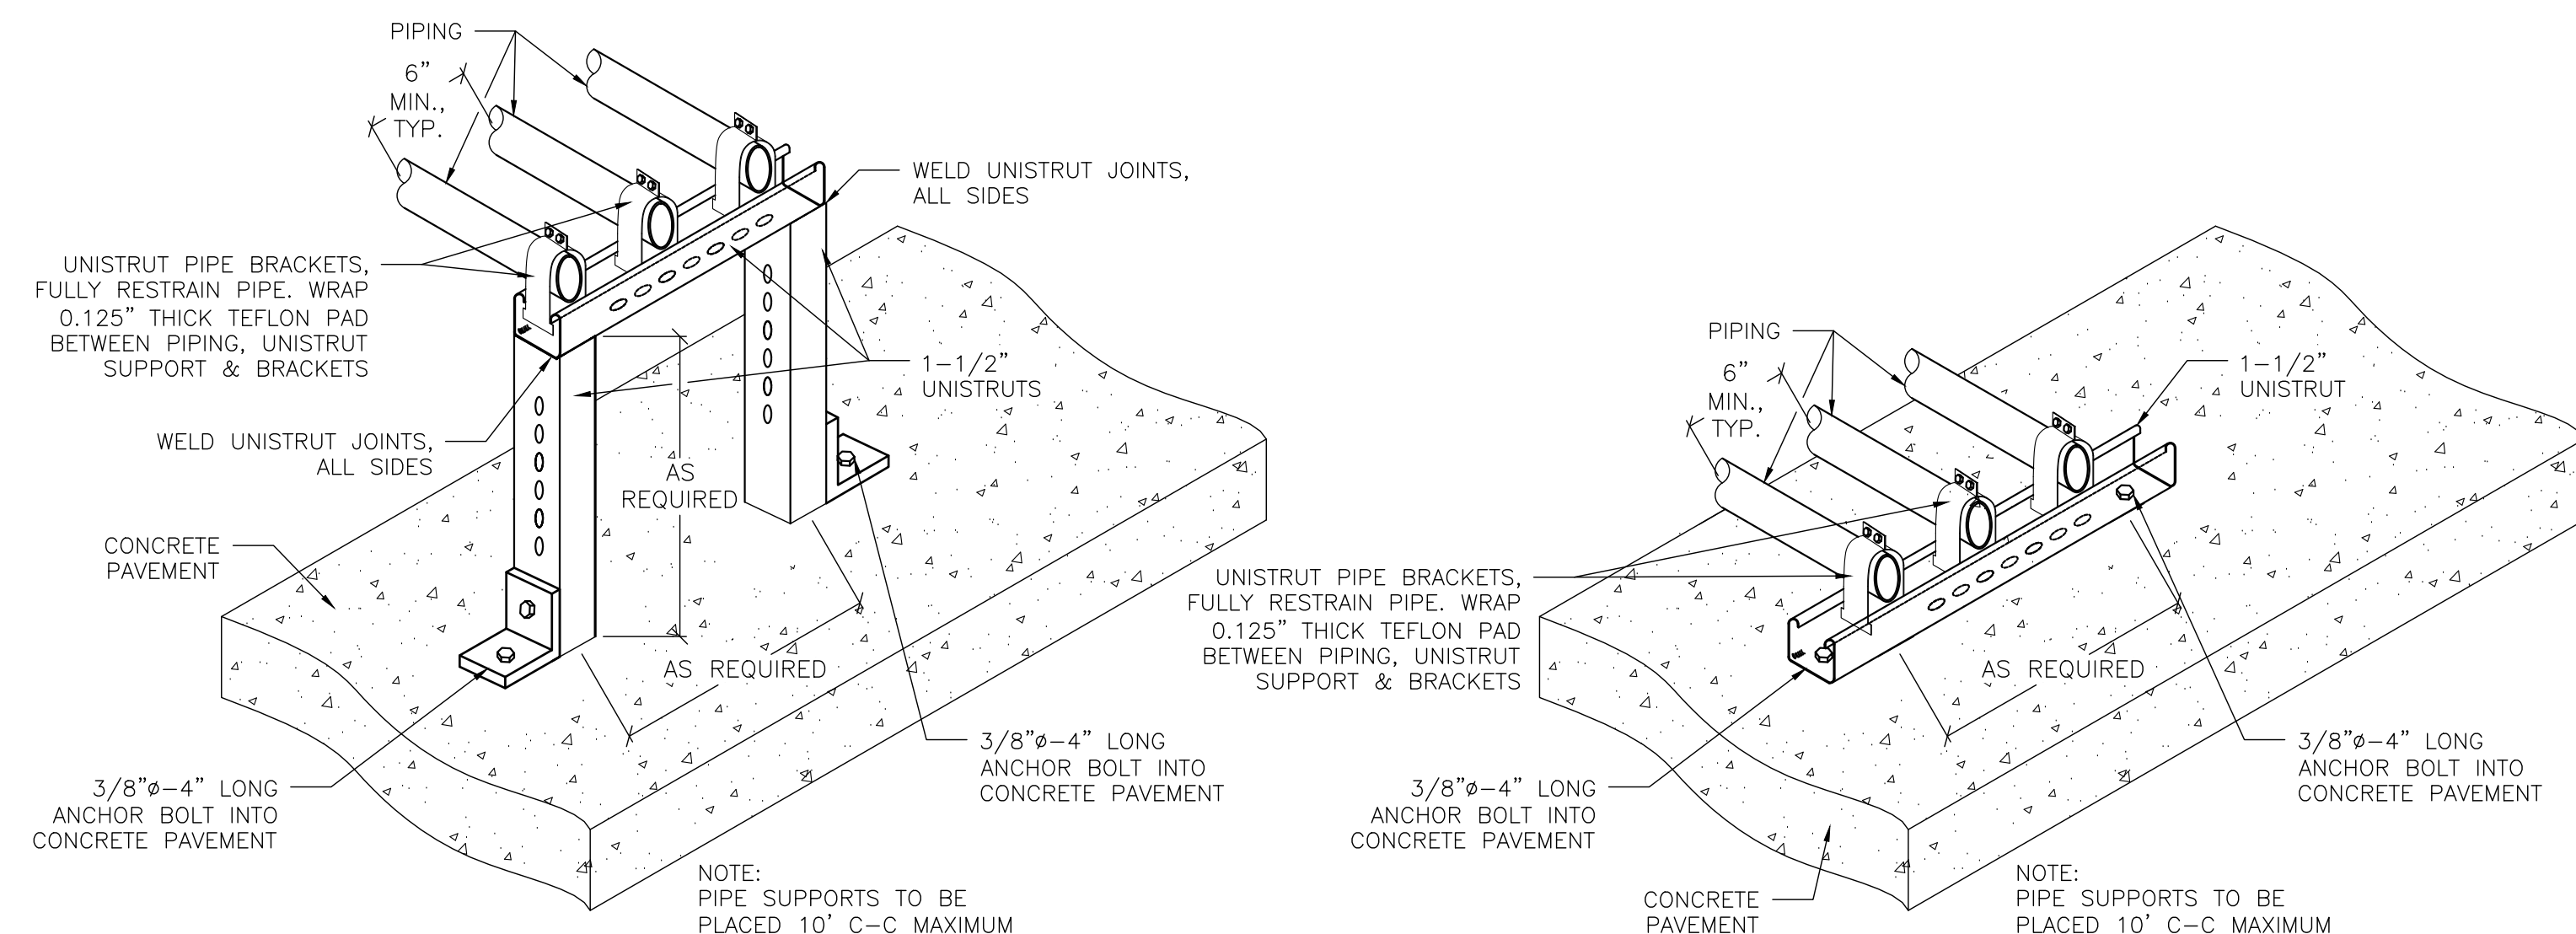 PIPING
6"
MIN.,
TYP.
WELD UNISTRUT JOINTS,
ALL SIDES
UNISTRUT PIPE BRACKETS,
FULLY RESTRAIN PIPE. WRAP
0.125" THICK TEFLON PAD
BETWEEN PIPING, UNISTRUT
SUPPORT & BRACKETS
1-1/2"
UNISTRUTS
WELD UNISTRUT JOINTS,
ALL SIDES
AS
REQUIRED
CONCRETE
PAVEMENT
AS REQUIRED
3/8"ø-4" LONG
ANCHOR BOLT INTO
CONCRETE PAVEMENT
3/8"ø-4" LONG
ANCHOR BOLT INTO
CONCRETE PAVEMENT
NOTE:
PIPE SUPPORTS TO BE
PLACED 10' C-C MAXIMUM
PIPING
6"
MIN.,
TYP.
1-1/2"
UNISTRUT
UNISTRUT PIPE BRACKETS,
FULLY RESTRAIN PIPE. WRAP
0.125" THICK TEFLON PAD
BETWEEN PIPING, UNISTRUT
SUPPORT & BRACKETS
AS REQUIRED
3/8"ø-4" LONG
ANCHOR BOLT INTO
CONCRETE PAVEMENT
3/8"ø-4" LONG
ANCHOR BOLT INTO
CONCRETE PAVEMENT
CONCRETE
PAVEMENT
NOTE:
PIPE SUPPORTS TO BE
PLACED 10' C-C MAXIMUM